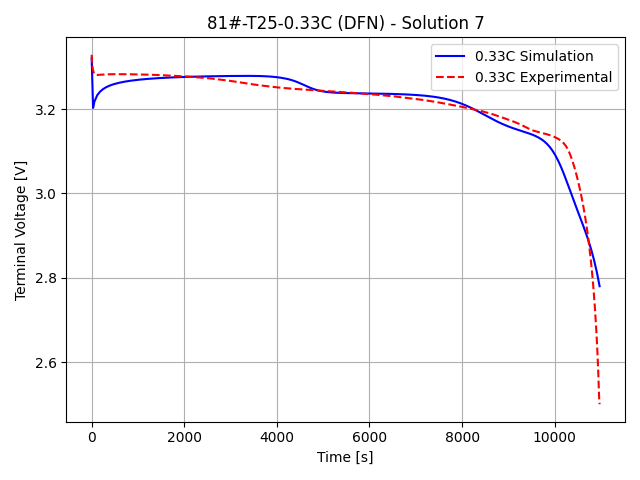 81#-T25-0.33C (DFN) - Solution 7
0.33C Simulation
0.33C Experimental
Terminal Voltage [V]
3.2
3.0
2.8
2.6
0 2000 4000 6000 8000 10000
Time [s]